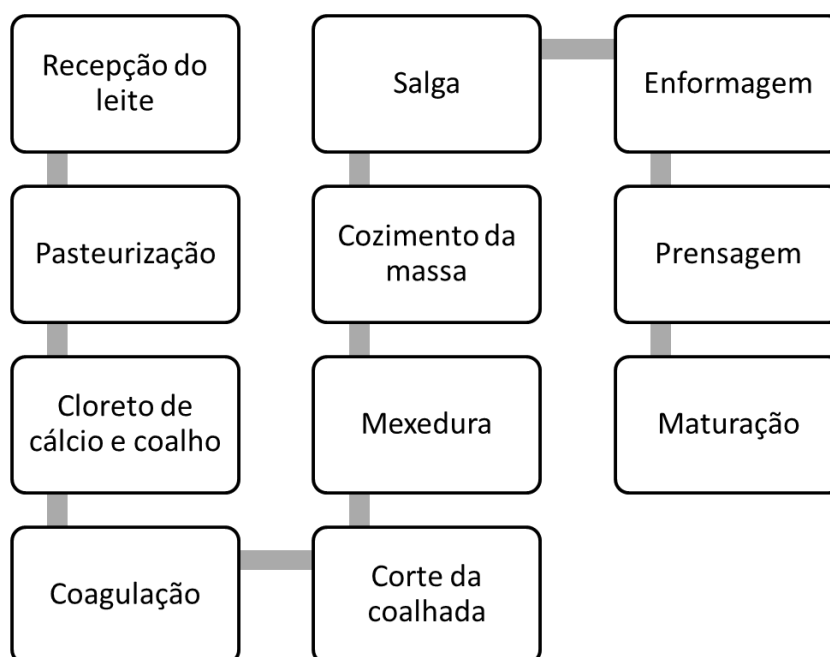 Recepção do
leite
Pasteurização
Cloreto de
cálcio e coalho
Coagulação
Corte da
coalhada
Mexedura
Cozimento da
massa
Salga
Enformagem
Prensagem
Maturação